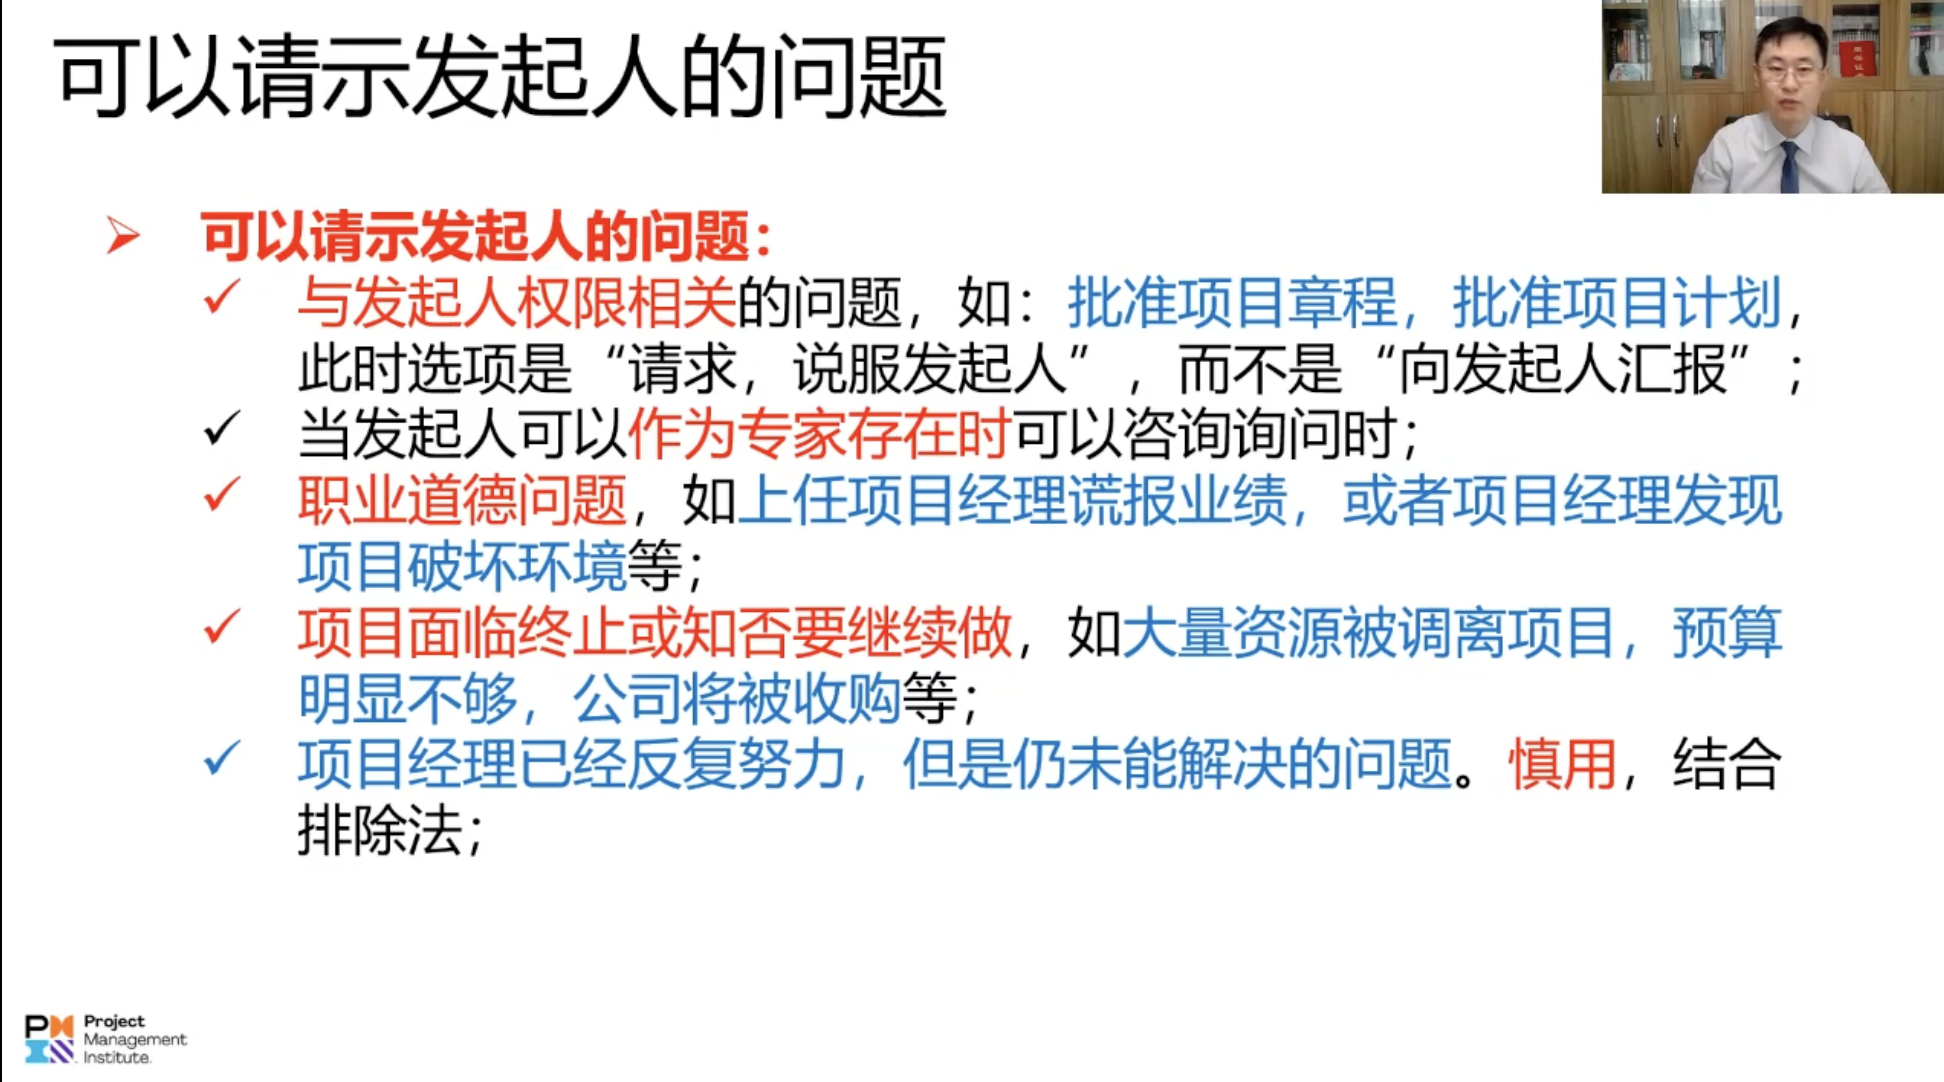 可以请示发起人的问题
可以请示发起人的问题：
与发起人权限相关的问题，如：批准项目章程，批准项目计划，
此时选项是“请求，说服发起人”，而不是“向发起人汇报”；
当发起人可以作为专家存在时可以咨询询问时；
职业道德问题，如上任项目经理谎报业绩，或者项目经理发现
项目破坏环境等；
项目面临终止或知否要继续做，如大量资源被调离项目，预算
明显不够，公司将被收购等；
项目经理已经反复努力，但是仍未能解决的问题。慎用，结合
排除法；
Project
Management
Institute.